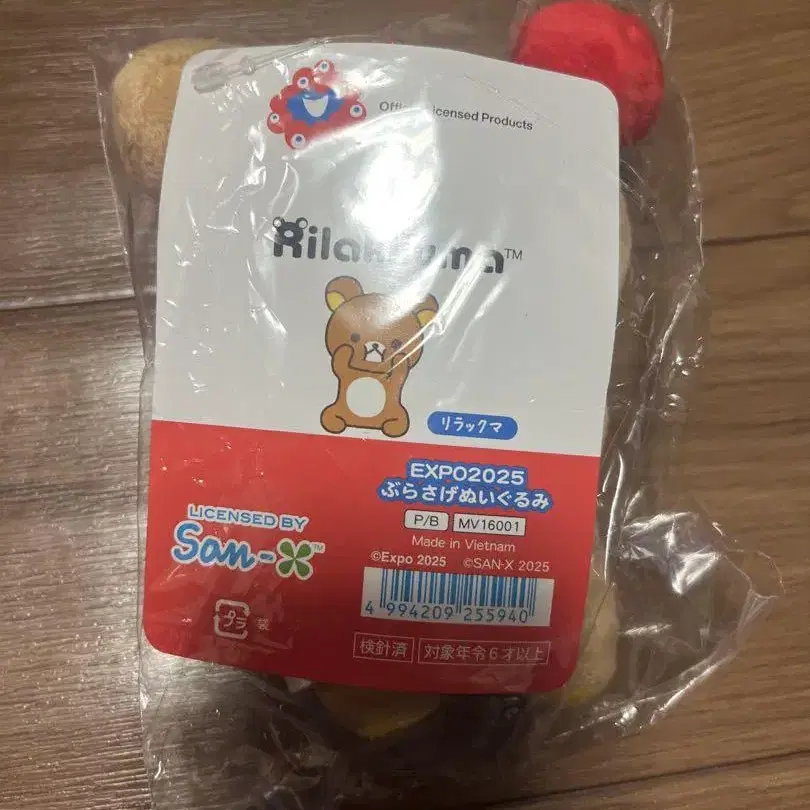 Licensed Products
Rilakkuma™
リラックマ
EXPO2025
ぶらさげぬいぐるみ
P/B MV16001
Made in Vietnam
©Expo 2025 ©SAN-X 2025
LICENSED BY
San-X™
4 994209 255940
プラ 袋
検針済 対象年令6才以上